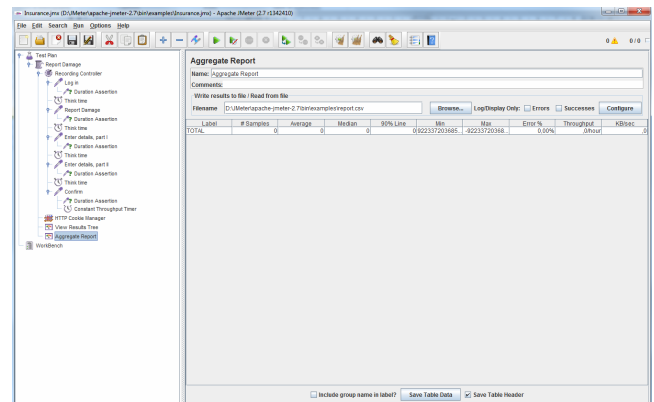 Insurance.jmx (D:\JMeter\apache-jmeter-2.7\bin\examples\Insurance.jmx) - Apache JMeter (2.7 r1342410)
File Edit Search Run Options Help
0 0 / 0
Test Plan
Report Damage
Recording Controller
Log in
Duration Assertion
Think time
Report Damage
Duration Assertion
Think time
Enter details, part I
Duration Assertion
Think time
Enter details, part II
Duration Assertion
Think time
Confirm
Duration Assertion
Constant Throughput Timer
HTTP Cookie Manager
View Results Tree
Aggregate Report
WorkBench
Aggregate Report
Name: Aggregate Report
Comments:
Write results to file / Read from file
Filename D:\JMeter\apache-jmeter-2.7\bin\examples\report.csv Browse... Log/Display Only: Errors Successes Configure
Label # Samples Average Median 90% Line Min Max Error % Throughput KB/sec
TOTAL 0 0 0 0 922337203685... -92233720368... 0,00% ,0/hour ,0
Include group name in label? Save Table Data Save Table Header